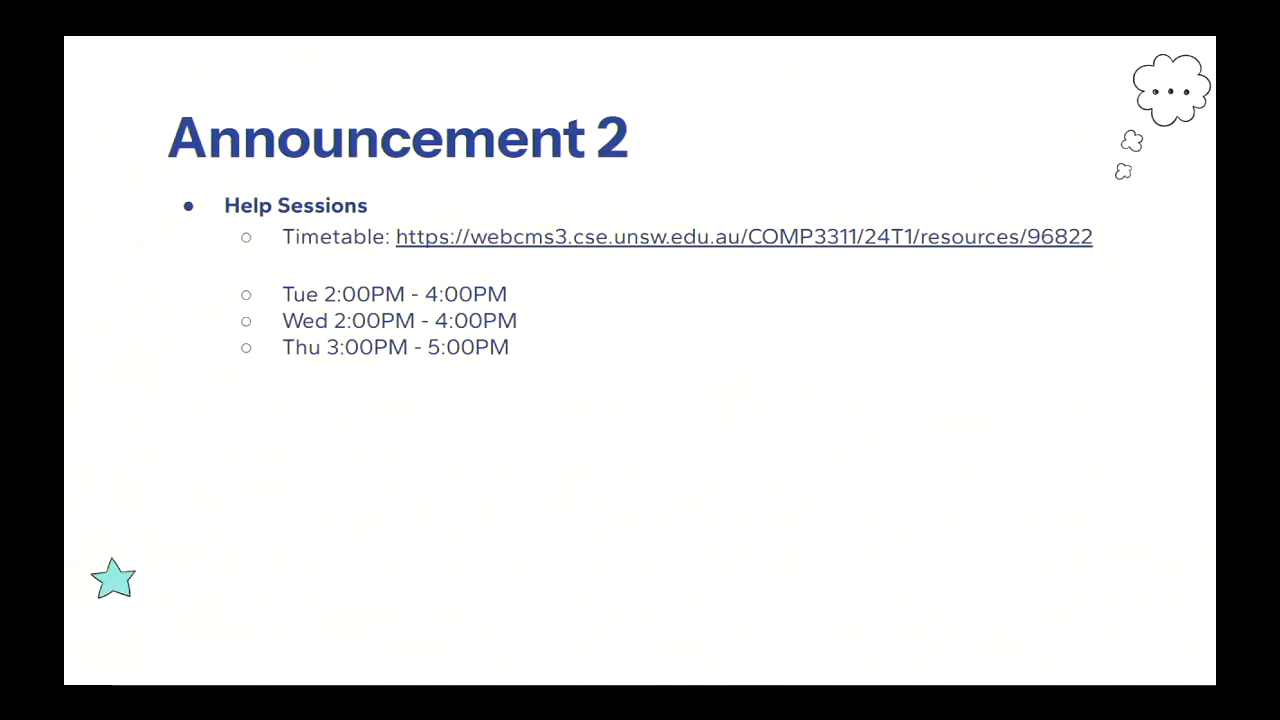 Announcement 2
● Help Sessions
○ Timetable: https://webcms3.cse.unsw.edu.au/COMP3311/24T1/resources/96822
○ Tue 2:00PM - 4:00PM
○ Wed 2:00PM - 4:00PM
○ Thu 3:00PM - 5:00PM